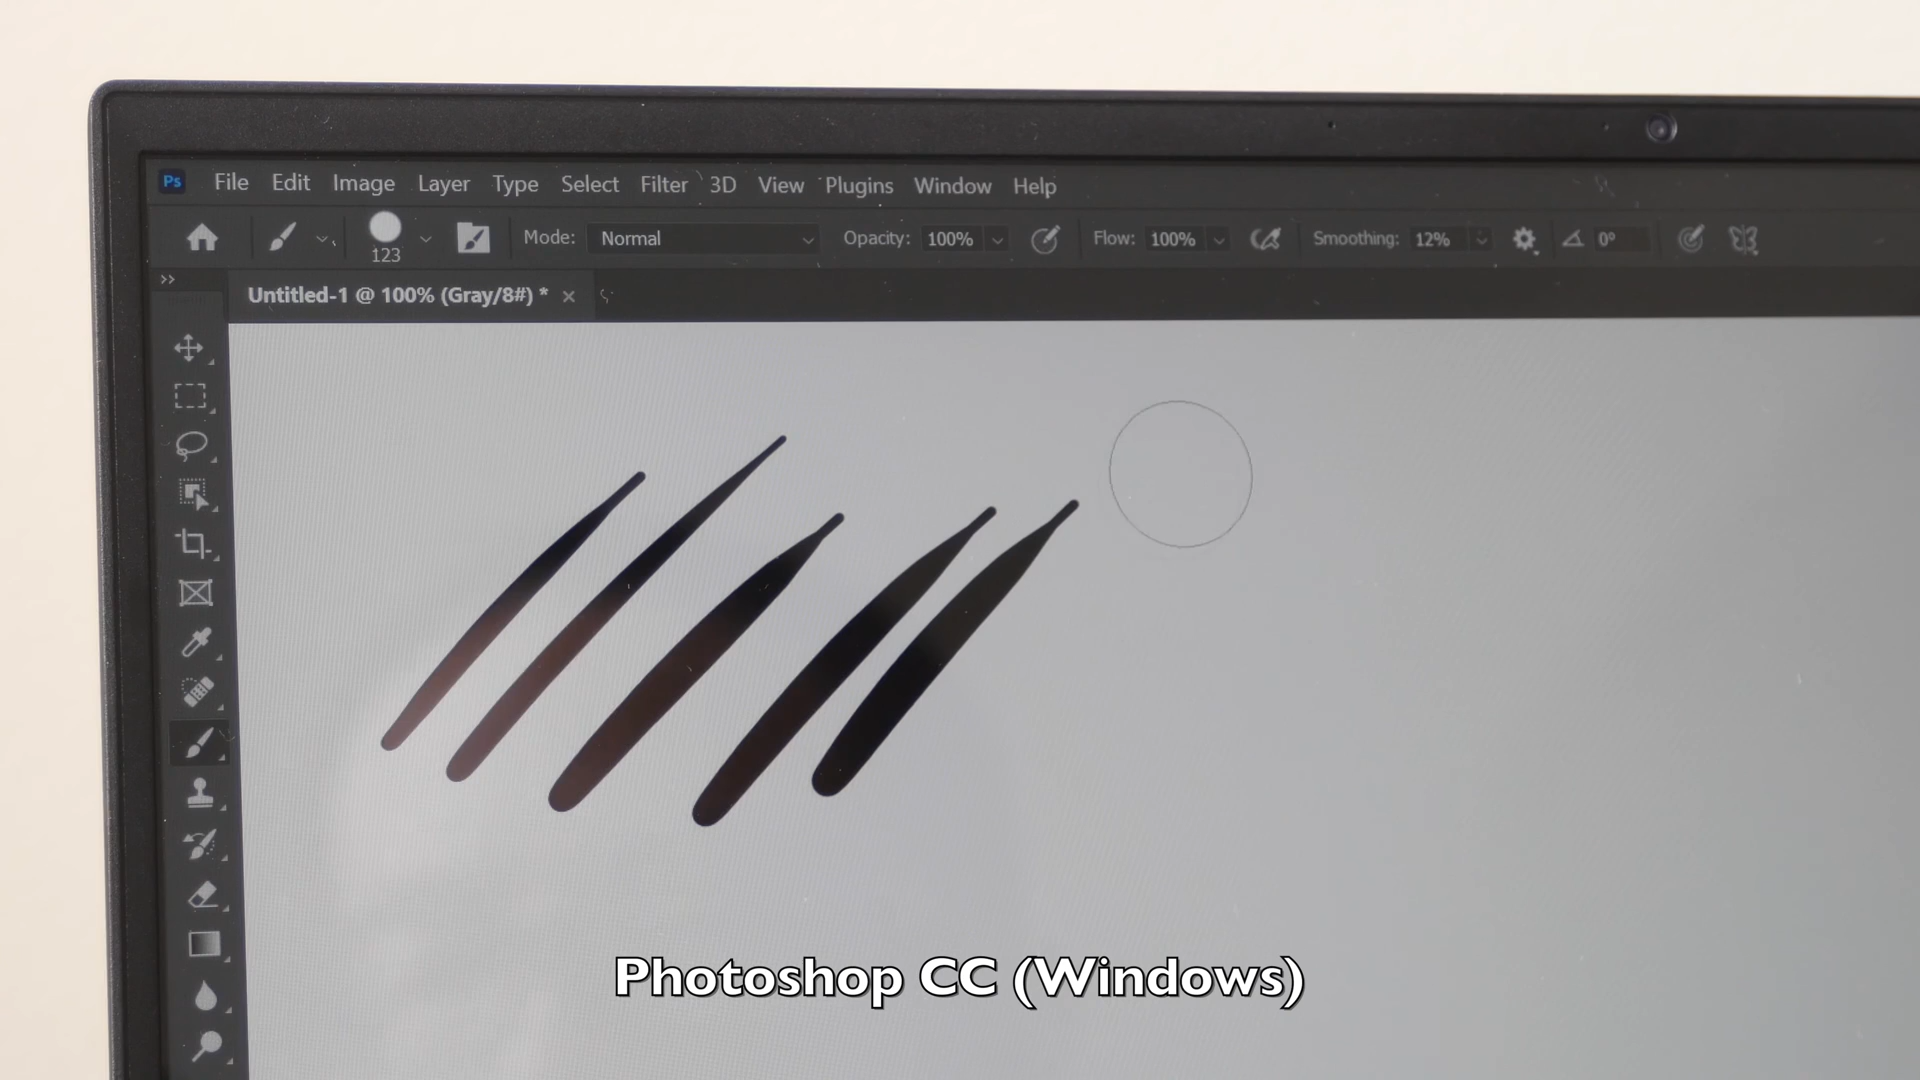 Ps File Edit Image Layer Type Select Filter 3D View Plugins Window Help
123 Mode: Normal Opacity: 100% Flow: 100% Smoothing: 12% 0°
Untitled-1 @ 100% (Gray/8#) *
Photoshop CC (Windows)